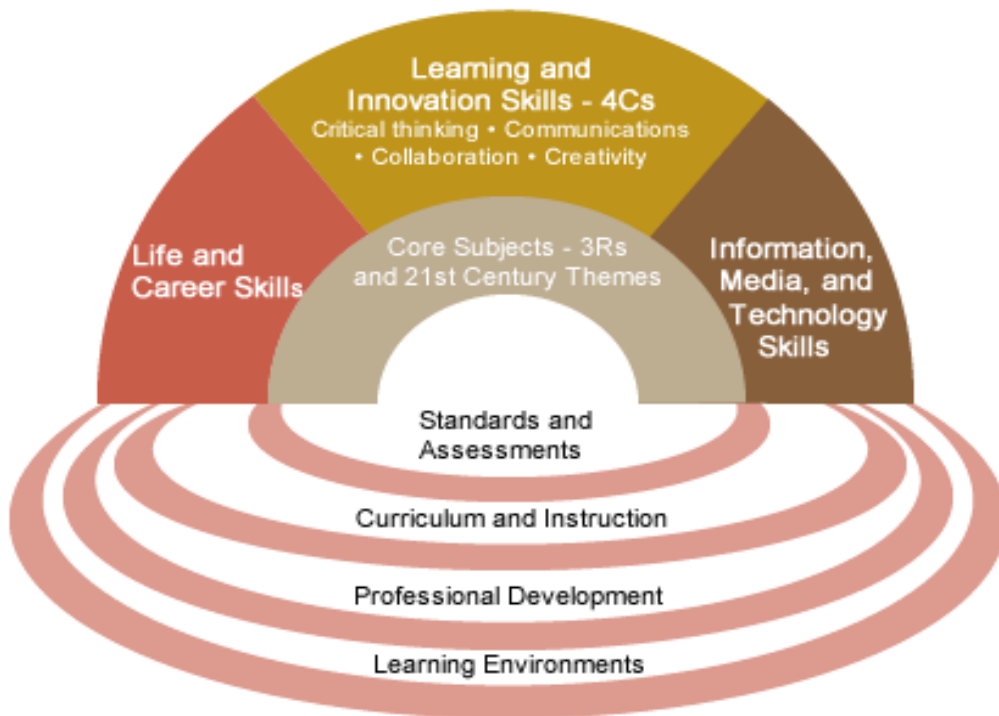 Learning and
Innovation Skills - 4Cs
Critical thinking • Communications
• Collaboration • Creativity
Life and
Career Skills
Core Subjects - 3Rs
and 21st Century Themes
Information,
Media, and
Technology
Skills
Standards and
Assessments
Curriculum and Instruction
Professional Development
Learning Environments